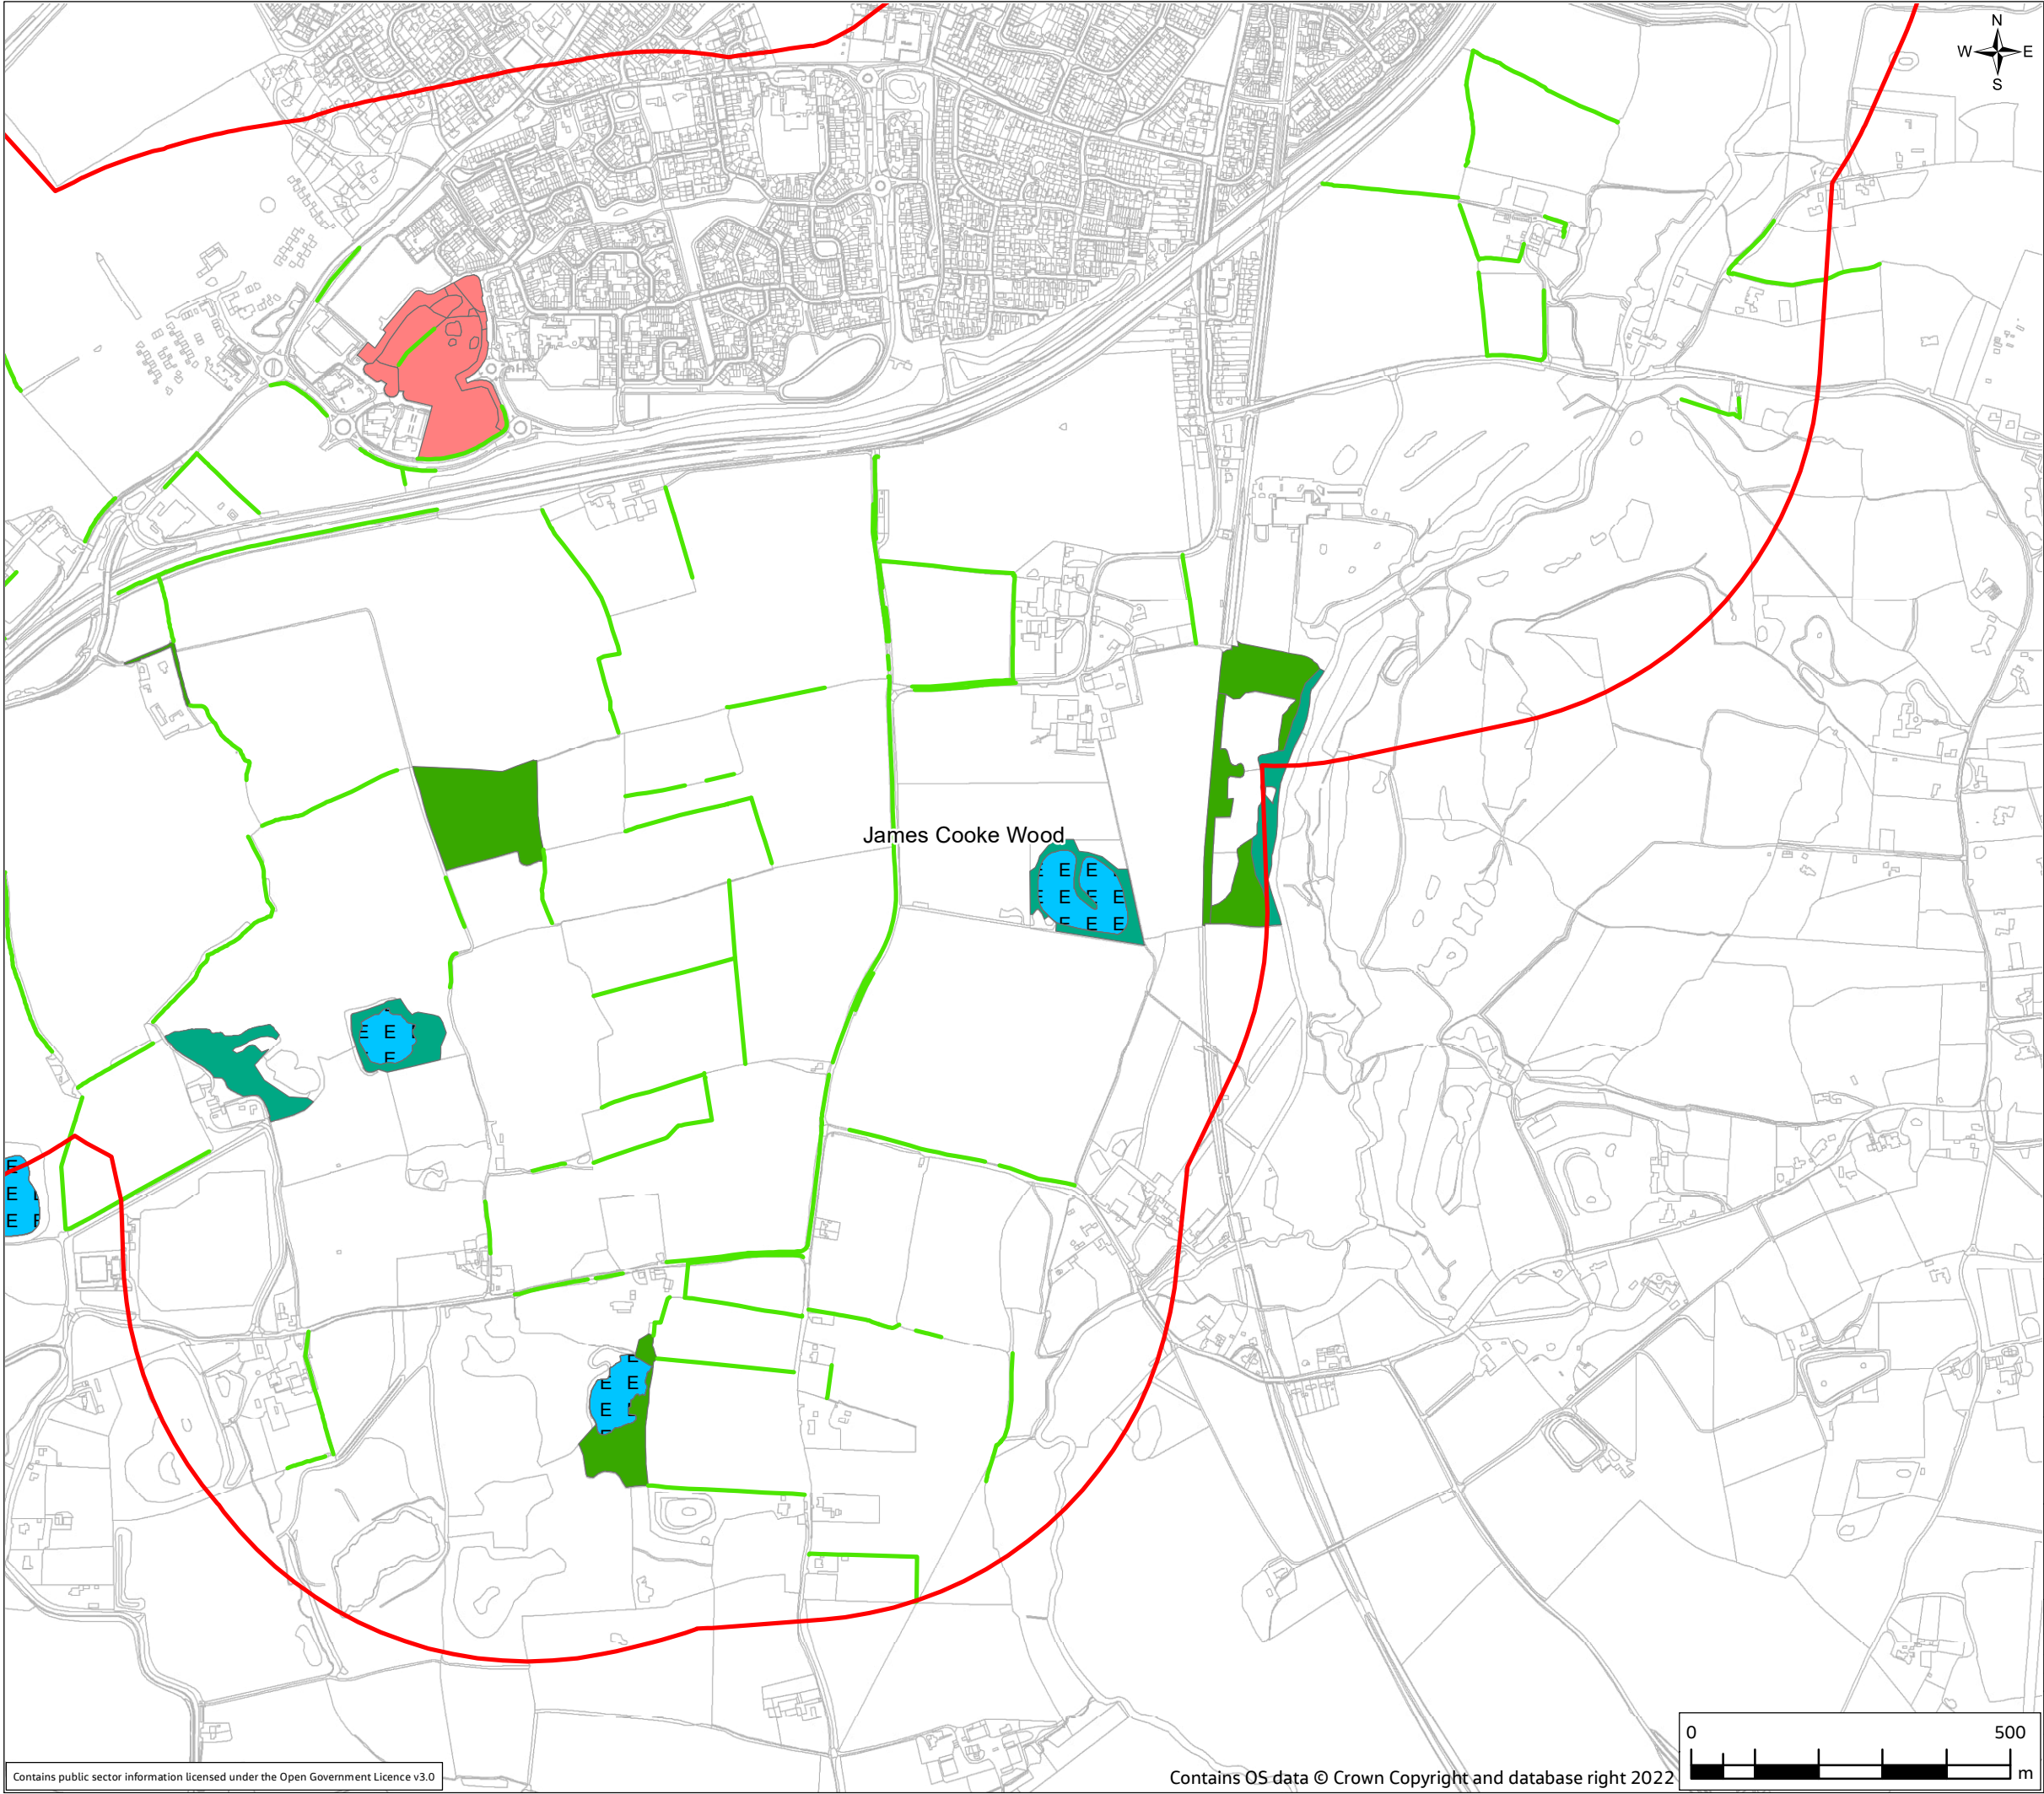 N
W E
S
James Cooke Wood
E E
E E E
E E E
E E E
E
E
E E
E E
E E
E E
E
0 500
m
Contains public sector information licensed under the Open Government Licence v3.0
Contains OS data © Crown Copyright and database right 2022